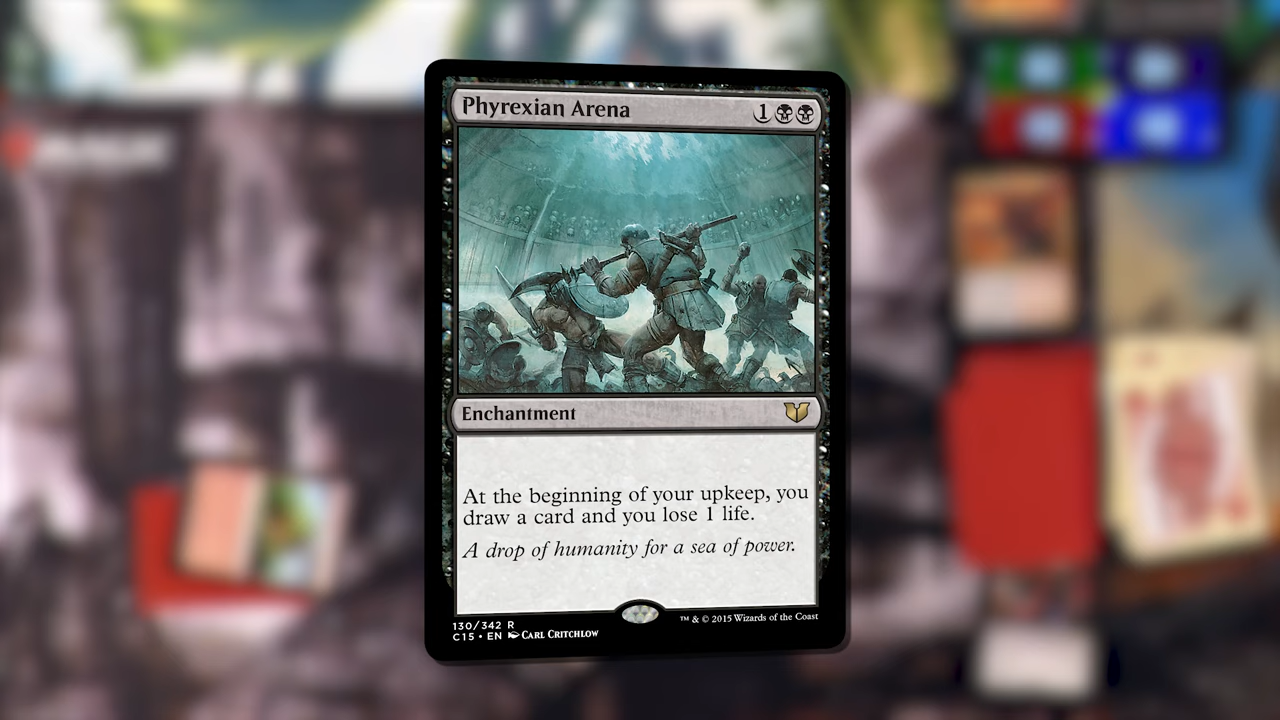 Phyrexian Arena
1
Enchantment
At the beginning of your upkeep, you
draw a card and you lose 1 life.
A drop of humanity for a sea of power.
130/342 R
C15 • EN Carl Critchlow
™ & © 2015 Wizards of the Coast